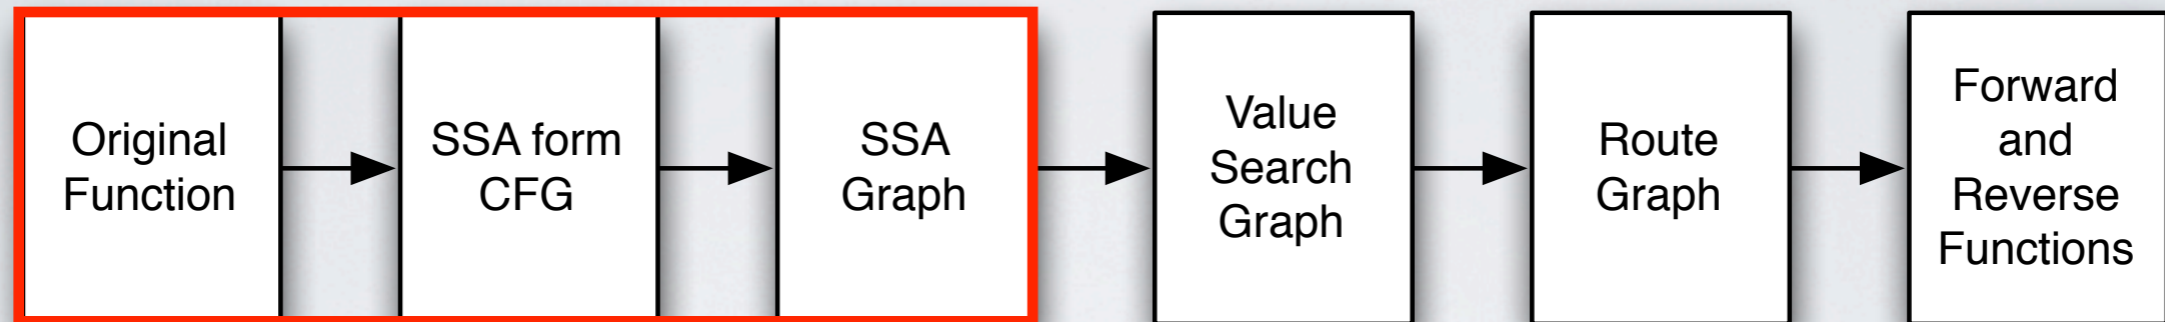 Original
Function
SSA form
CFG
SSA
Graph
Value
Search
Graph
Route
Graph
Forward
and
Reverse
Functions